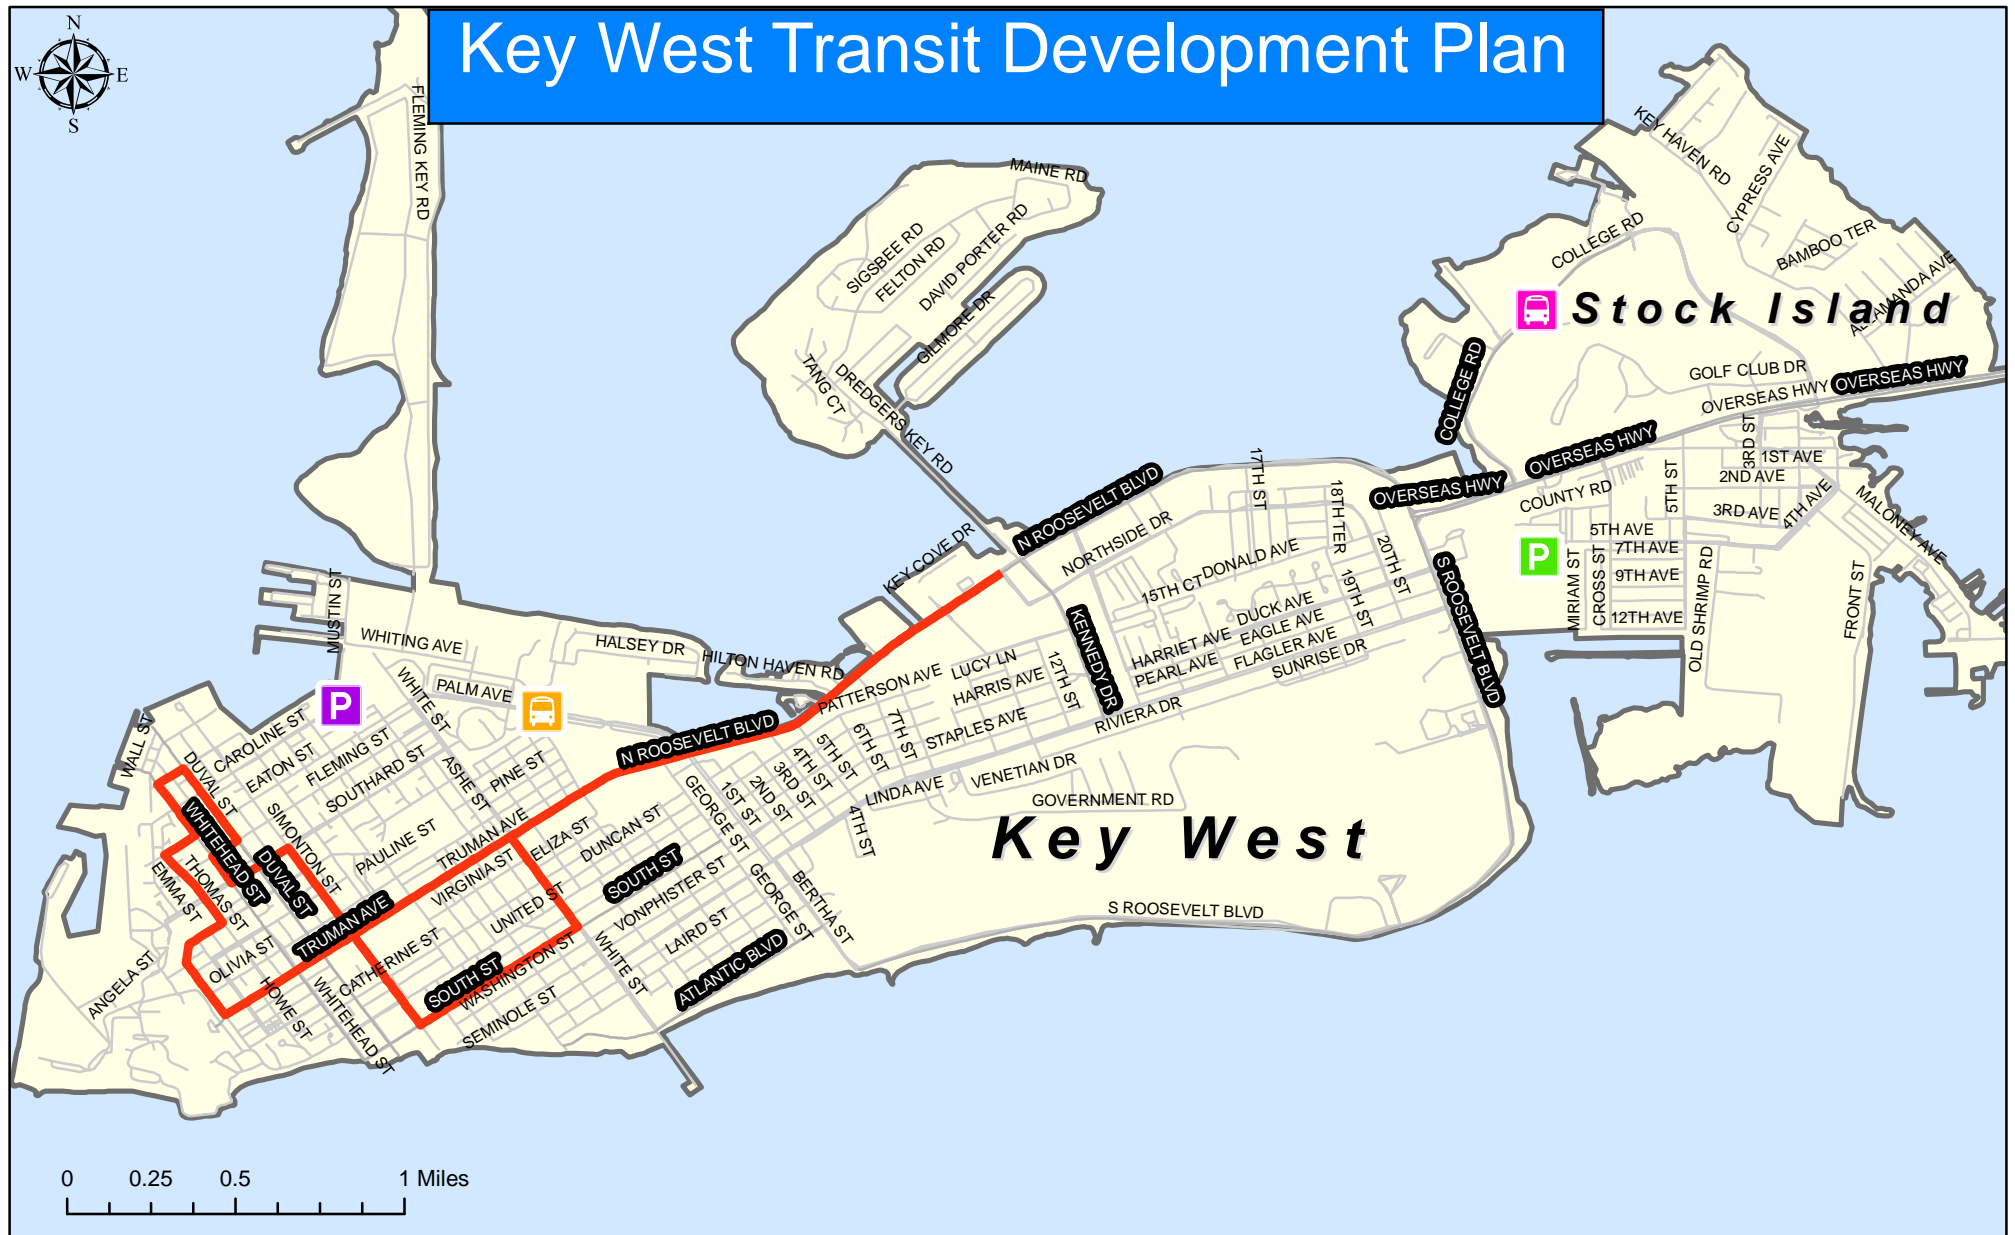 Key West Transit Development Plan
N
W E
S
FLEMING KEY RD
MAINE RD
SIGSBEE RD
FELTON RD
DAVID PORTER RD
GILMORE DR
TANG CT
DREDGERS KEY RD
KEY HAVEN RD
CYPRESS AVE
BAMBOO TER
ALLAMANDA AVE
COLLEGE RD
Stock Island
COLLEGE RD
GOLF CLUB DR
OVERSEAS HWY
OVERSEAS HWY
OVERSEAS HWY
OVERSEAS HWY
COUNTY RD
3RD ST
1ST AVE
2ND AVE
5TH ST
3RD AVE
4TH AVE
MALONEY AVE
5TH AVE
7TH AVE
9TH AVE
12TH AVE
MIRIAM ST
CROSS ST
OLD SHRIMP RD
FRONT ST
P
N ROOSEVELT BLVD
NORTHSIDE DR
17TH ST
18TH TER
20TH ST
19TH ST
DONALD AVE
15TH CT
DUCK AVE
HARRIET AVE
EAGLE AVE
PEARL AVE
FLAGLER AVE
SUNRISE DR
S ROOSEVELT BLVD
KENNEDY DR
KEY COVE DR
MUSTIN ST
WHITING AVE
HALSEY DR
HILTON HAVEN RD
PALM AVE
WHITE ST
P
N ROOSEVELT BLVD
PATTERSON AVE
LUCY LN
HARRIS AVE
12TH ST
STAPLES AVE
RIVIERA DR
7TH ST
6TH ST
5TH ST
4TH ST
3RD ST
2ND ST
1ST ST
LINDA AVE
VENETIAN DR
GOVERNMENT RD
4TH ST
Key West
GEORGE ST
GEORGE ST
BERTHA ST
S ROOSEVELT BLVD
WALL ST
CAROLINE ST
DUVAL ST
EATON ST
FLEMING ST
SOUTHARD ST
SIMONTON ST
ASHE ST
PINE ST
PAULINE ST
TRUMAN AVE
WHITEHEAD ST
DUVAL ST
THOMAS ST
EMMA ST
TRUMAN AVE
VIRGINIA ST
ELIZA ST
DUNCAN ST
UNITED ST
SOUTH ST
VONPHISTER ST
LAIRD ST
WHITE ST
ATLANTIC BLVD
CATHERINE ST
SOUTH ST
WASHINGTON ST
SEMINOLE ST
OLIVIA ST
ANGELA ST
HOWE ST
WHITEHEAD ST
0 0.25 0.5 1 Miles